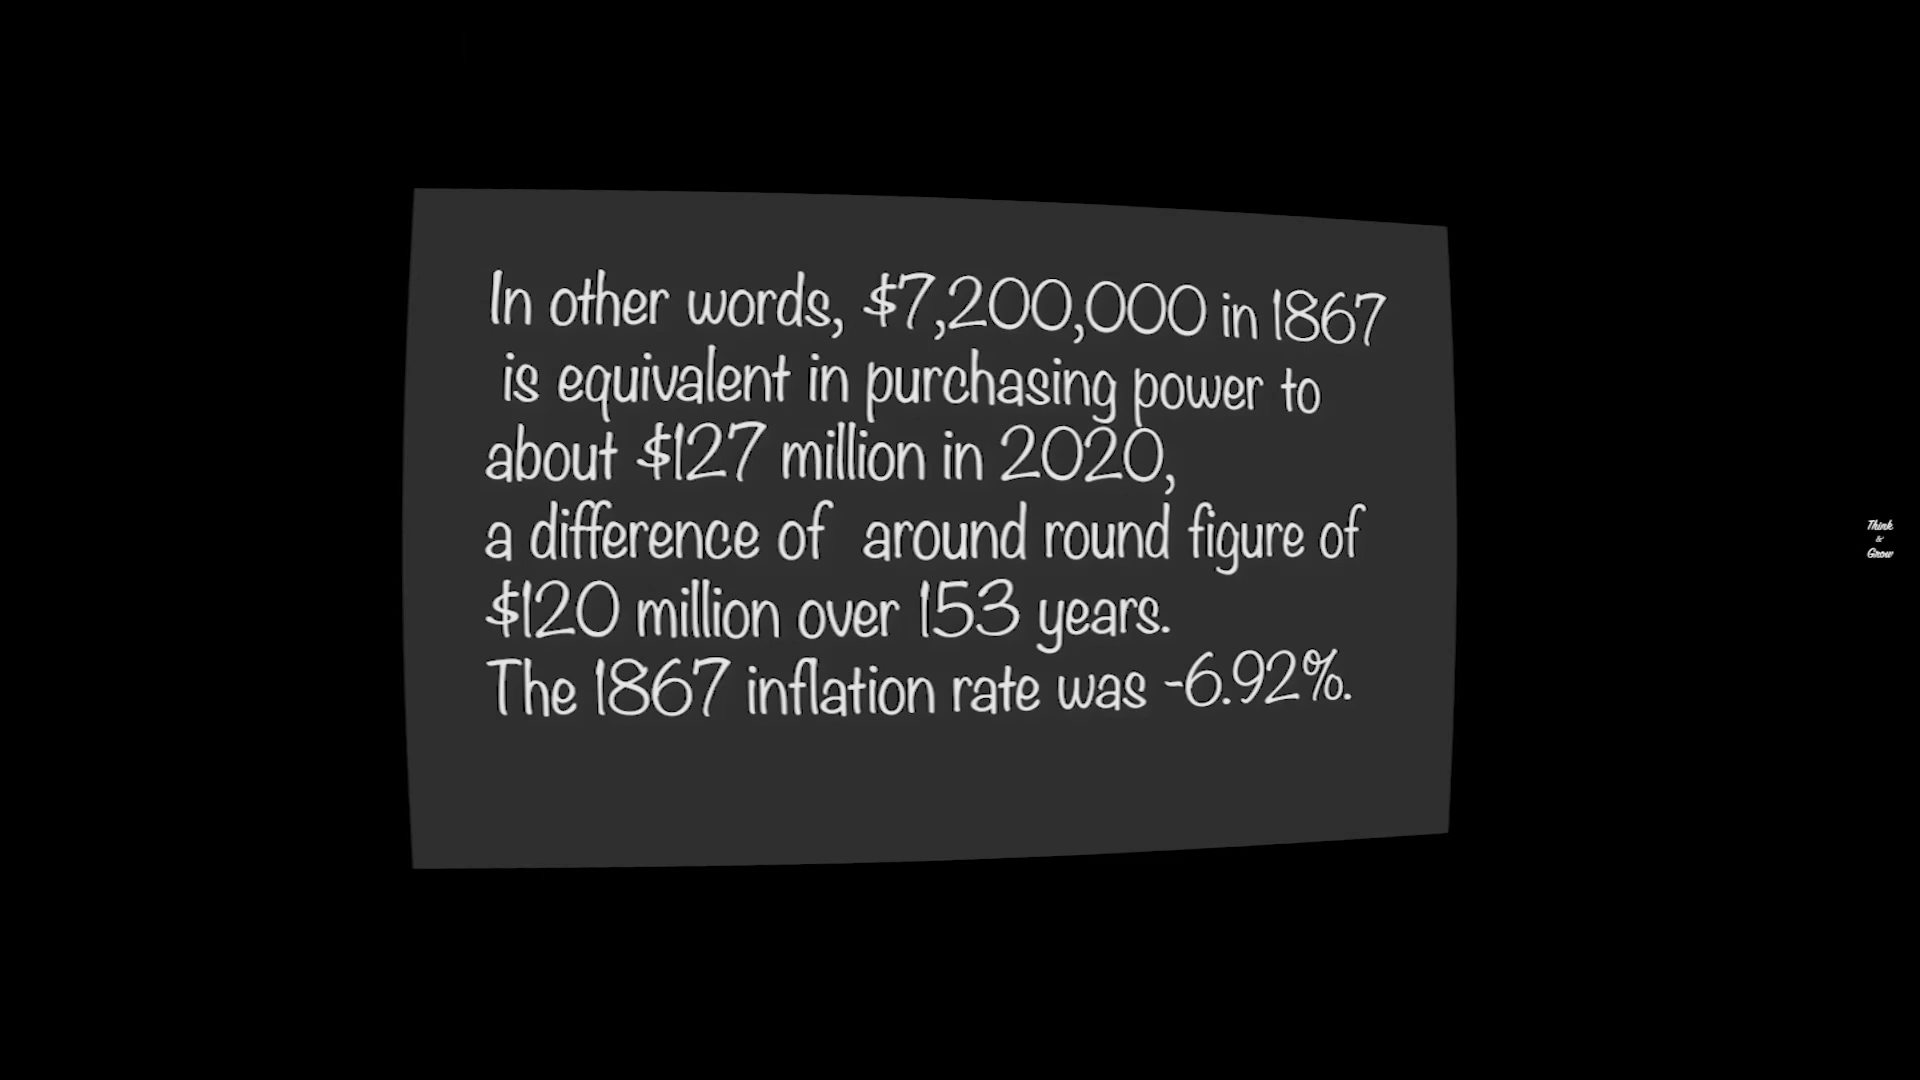 In other words, $7,200,000 in 1867
is equivalent in purchasing power to
about $127 million in 2020,
a difference of around round figure of
$120 million over 153 years.
The 1867 inflation rate was -6.92%.
Think
&
Grow